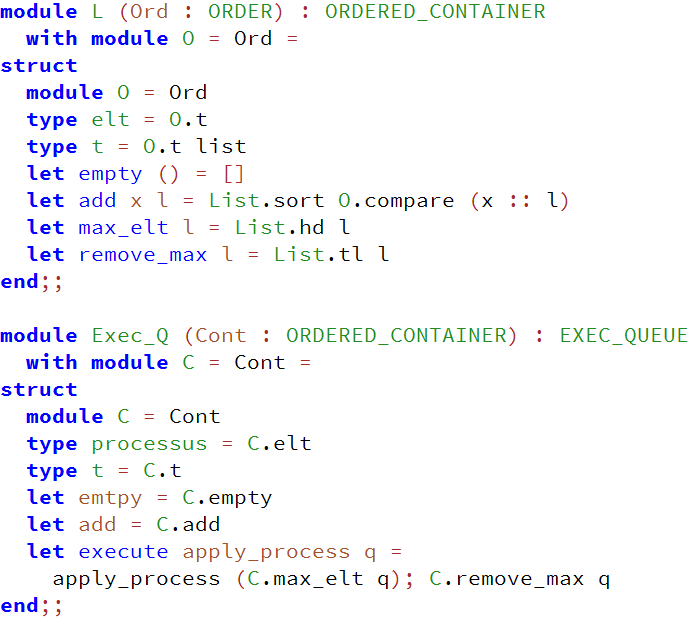 module L (Ord : ORDER) : ORDERED_CONTAINER
  with module O = Ord =
struct
  module O = Ord
  type elt = O.t
  type t = O.t list
  let empty () = []
  let add x l = List.sort O.compare (x :: l)
  let max_elt l = List.hd l
  let remove_max l = List.tl l
end;;

module Exec_Q (Cont : ORDERED_CONTAINER) : EXEC_QUEUE
  with module C = Cont =
struct
  module C = Cont
  type processus = C.elt
  type t = C.t
  let emtpy = C.empty
  let add = C.add
  let execute apply_process q =
    apply_process (C.max_elt q); C.remove_max q
end;;